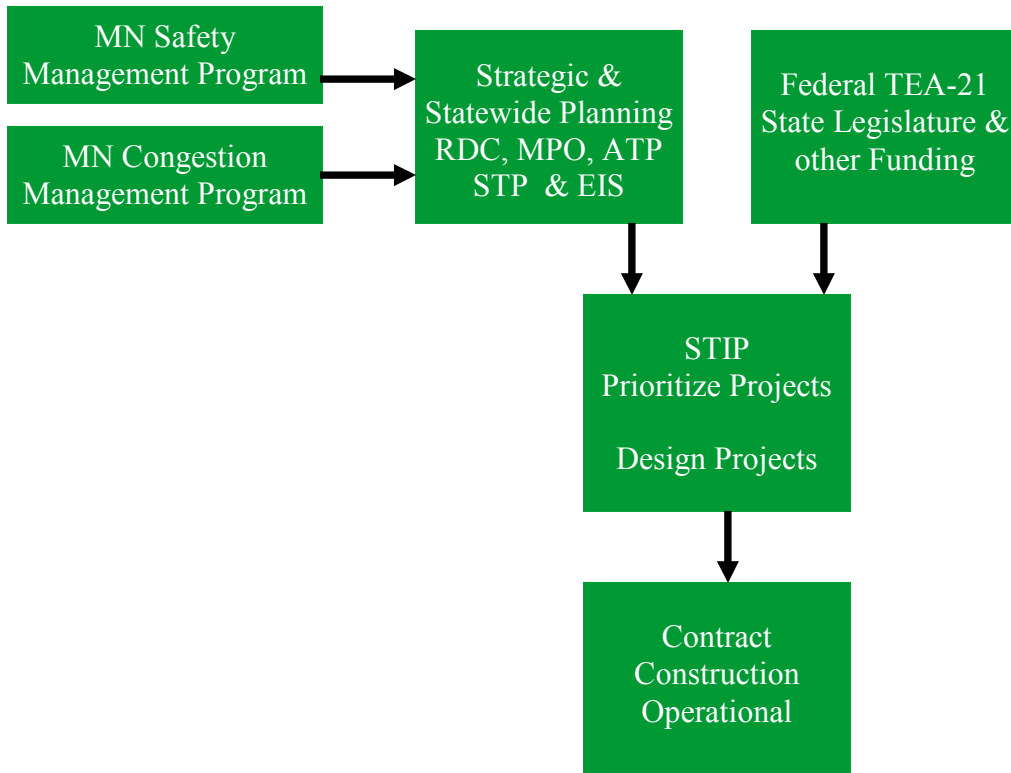 MN Safety
Management Program
MN Congestion
Management Program
Strategic &
Statewide Planning
RDC, MPO, ATP
STP & EIS
Federal TEA-21
State Legislature &
other Funding
STIP
Prioritize Projects
Design Projects
Contract
Construction
Operational